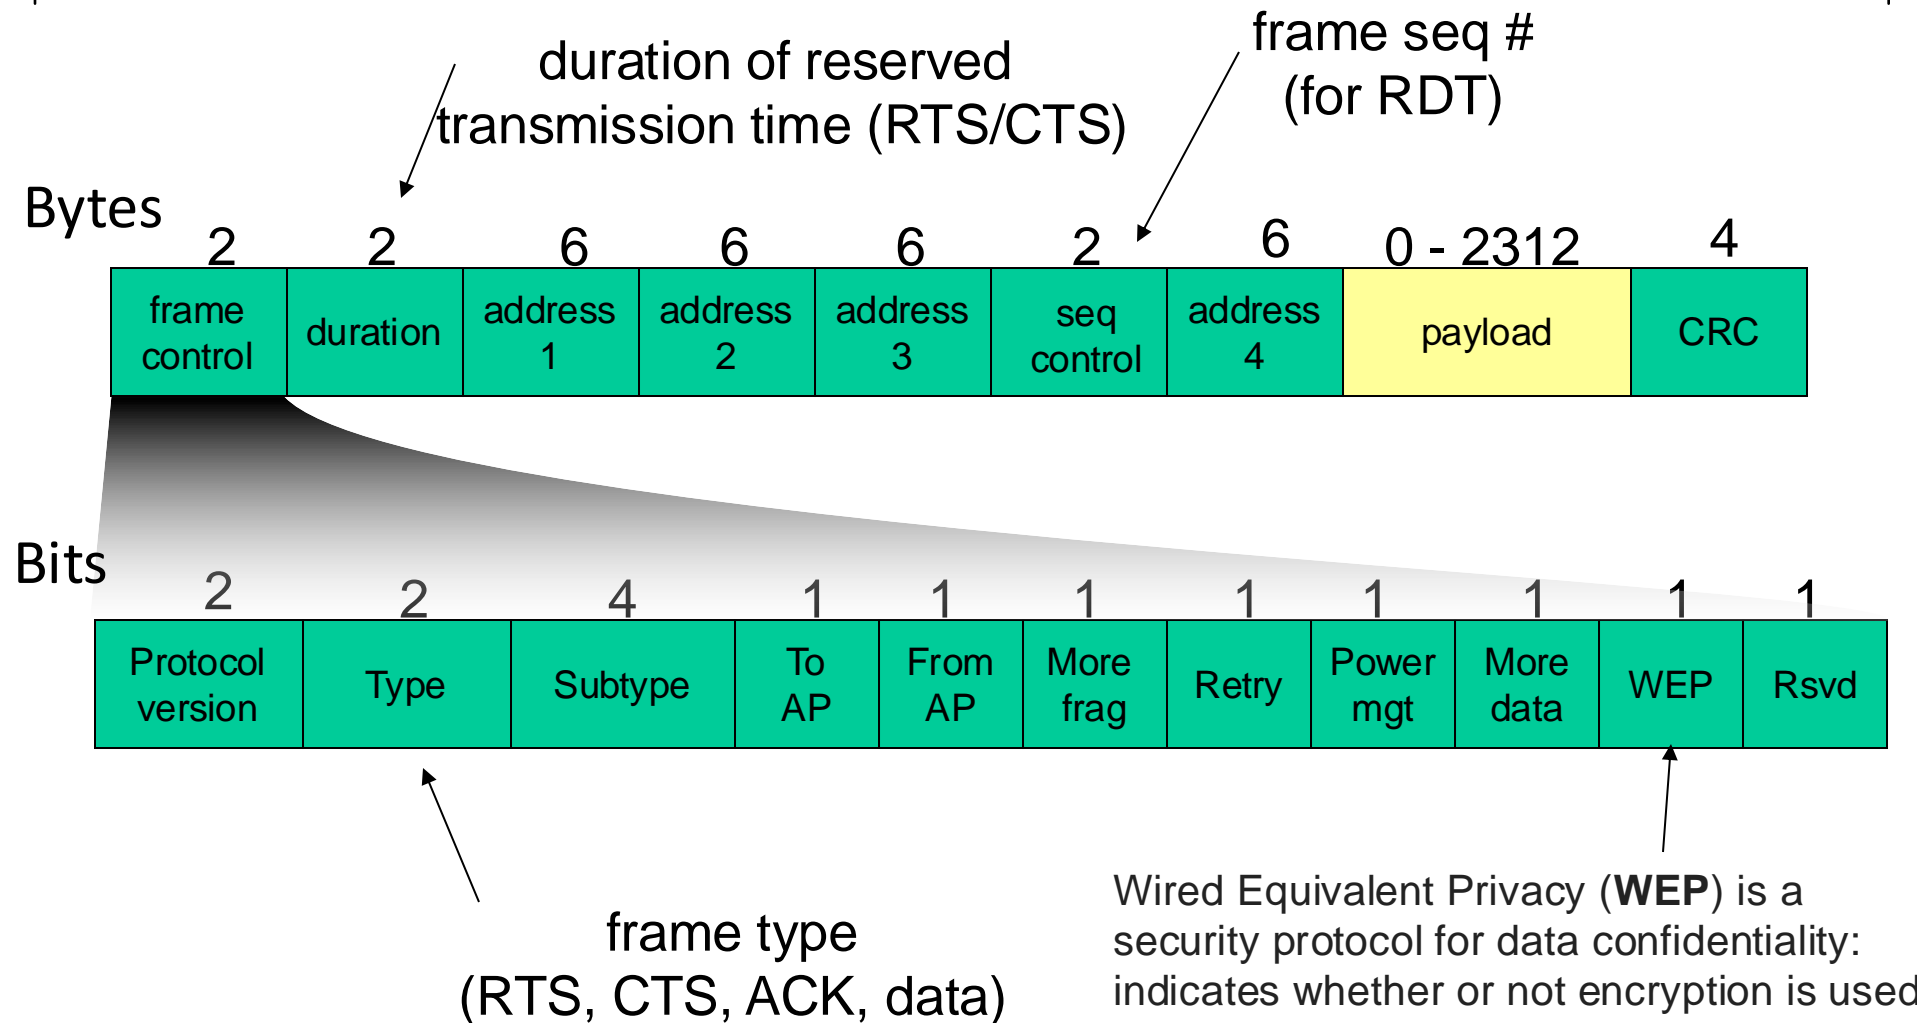 duration of reserved
transmission time (RTS/CTS)
frame seq #
(for RDT)
Bytes
2 2 6 6 6 2 6 0 - 2312 4
frame
control
duration
address
1
address
2
address
3
seq
control
address
4
payload
CRC
Bits
2 2 4 1 1 1 1 1 1 1 1
Protocol
version
Type
Subtype
To
AP
From
AP
More
frag
Retry
Power
mgt
More
data
WEP
Rsvd
frame type
(RTS, CTS, ACK, data)
Wired Equivalent Privacy (WEP) is a
security protocol for data confidentiality:
indicates whether or not encryption is used